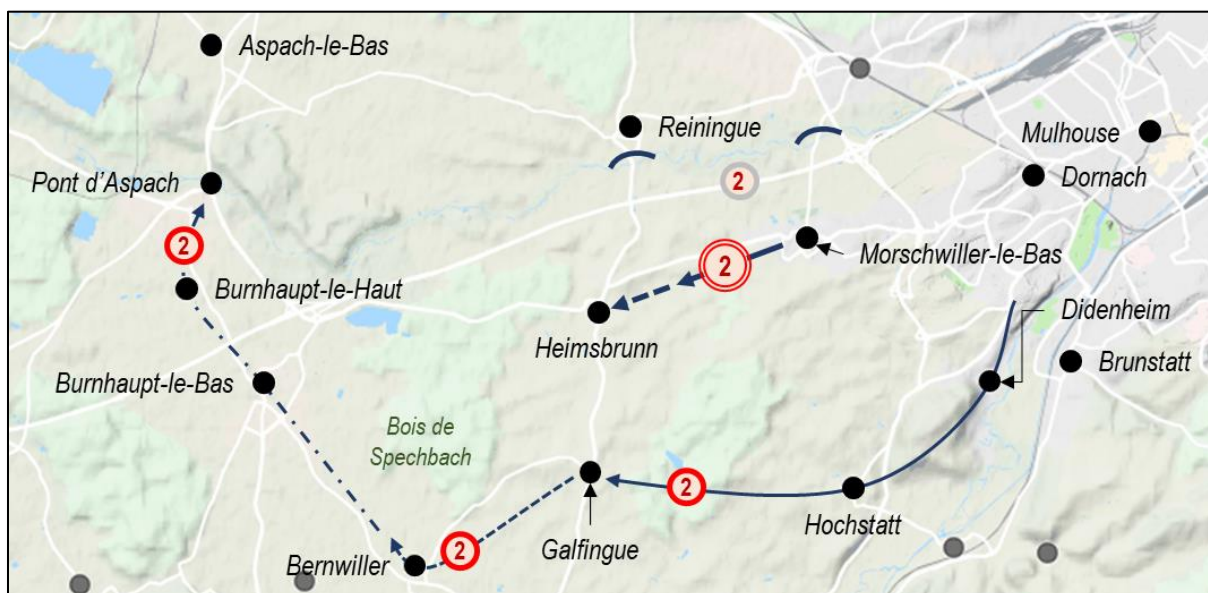 Aspach-le-Bas
Reiningue
Mulhouse
Pont d'Aspach
Dornach
2
2
Morschwiller-le-Bas
2
Burnhaupt-le-Haut
Didenheim
Heimsbrunn
Brunstatt
Burnhaupt-le-Bas
Bois de
Spechbach
2
Hochstatt
Galfingue
2
Bernwiller